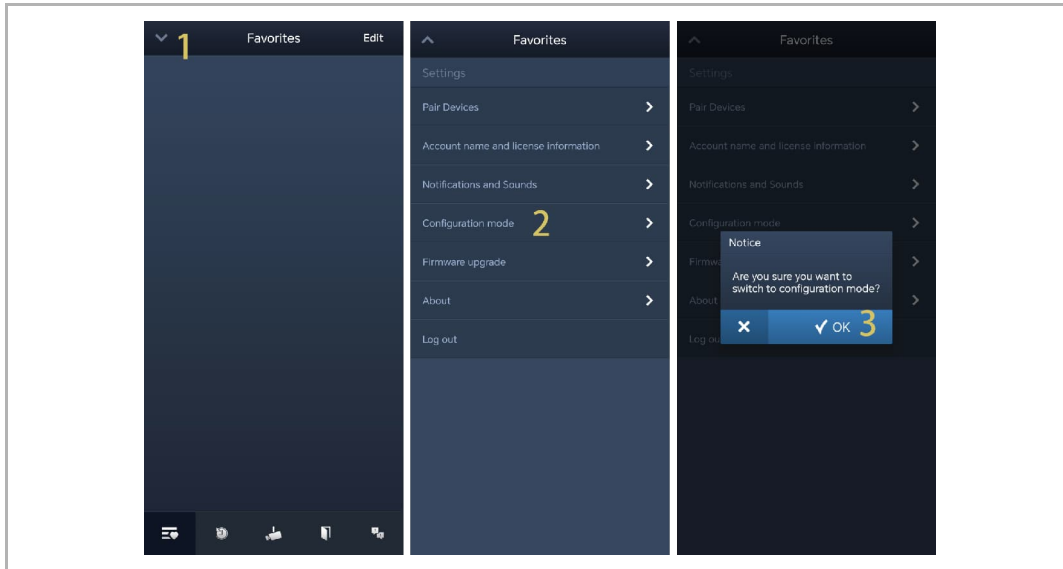 1
Favorites
Edit
Favorites
Settings
Pair Devices
Account name and license information
Notifications and Sounds
Configuration mode
2
Firmware upgrade
About
Log out
Favorites
Settings
Pair Devices
Account name and license information
Notifications and Sounds
Configuration mode
Notice
Firmw
Are you sure you want to
switch to configuration mode?
About
OK
3
Log ou